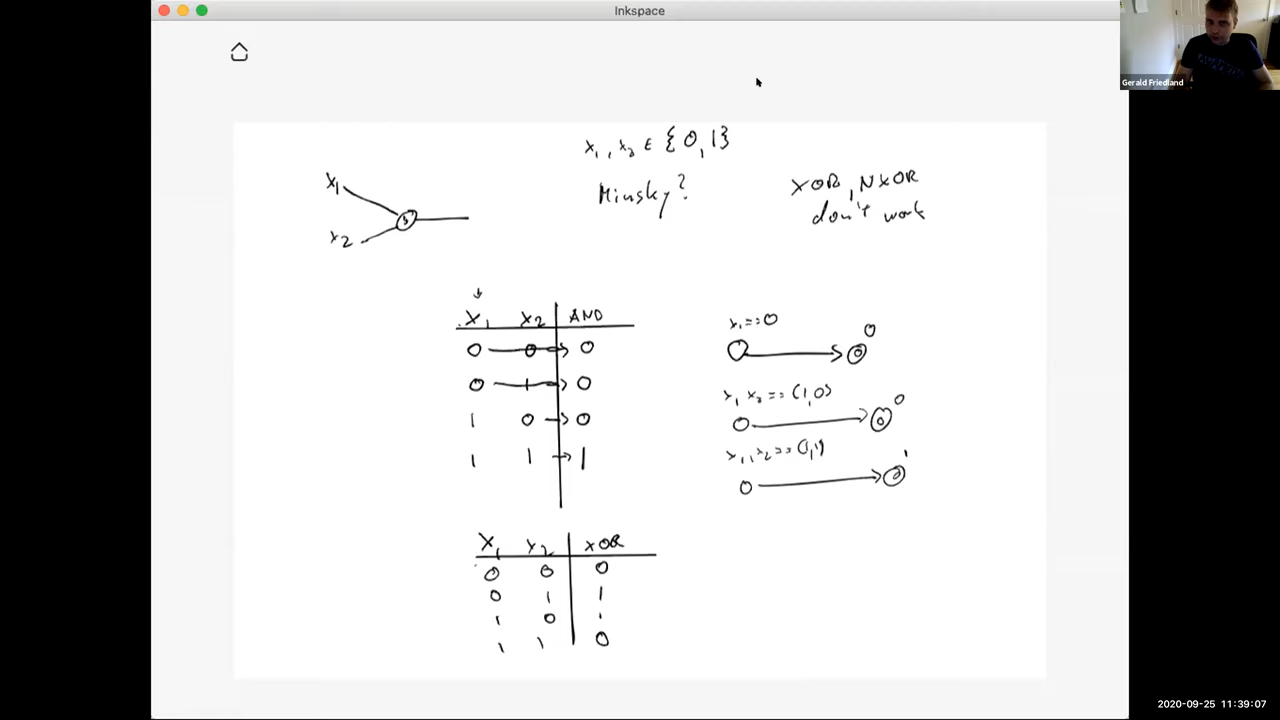 Inkspace
Gerald Friedland
x₁, x₂ ∈ {0,1}
Minsky?
XOR, NXOR
don't work
x₁
x₂
x₁ x₂ AND
0 0 → 0
0 1 → 0
1 0 → 0
1 1 → 1
x₁==0
0
x₁ x₂ == (1,0)
0
x₁, x₂ == (1,1)
1
x₁ x₂ XOR
0 0 0
0 1 1
1 0 1
1 1 0
2020-09-25 11:39:07